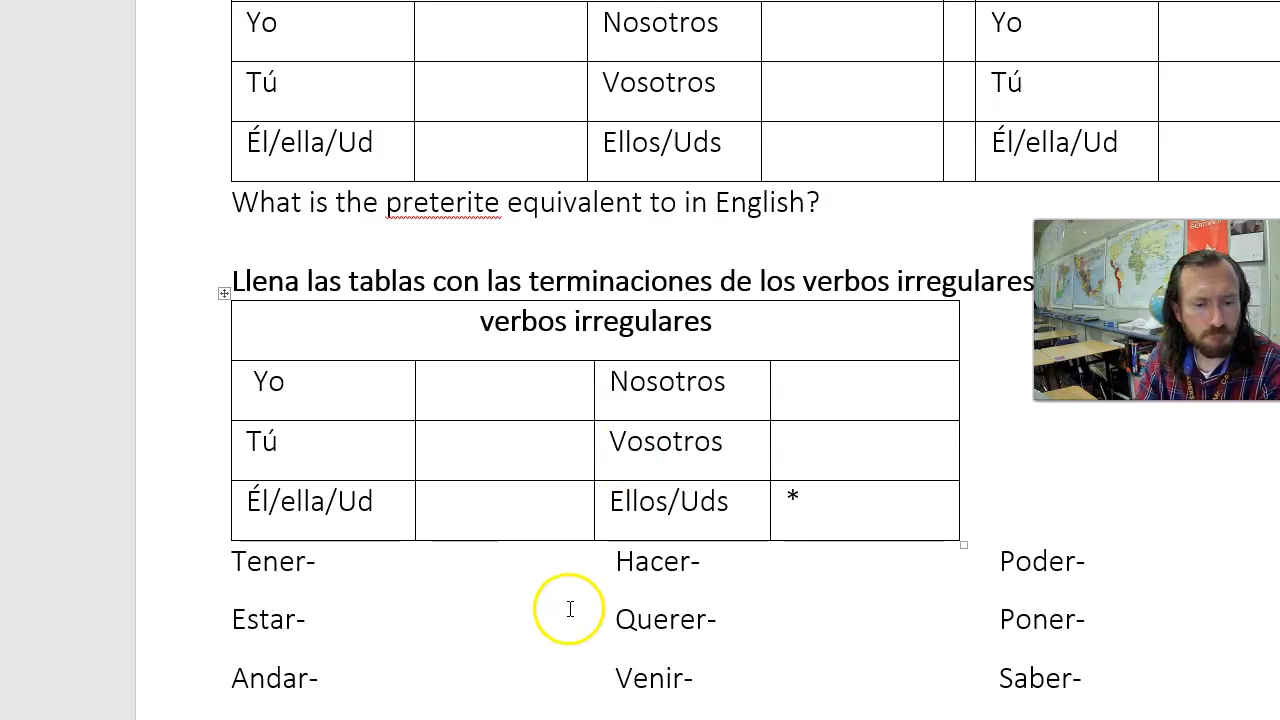 Yo Nosotros Yo
Tú Vosotros Tú
Él/ella/Ud Ellos/Uds Él/ella/Ud
What is the preterite equivalent to in English?
Llena las tablas con las terminaciones de los verbos irregulares
verbos irregulares
Yo Nosotros
Tú Vosotros
Él/ella/Ud Ellos/Uds *
Tener- Hacer- Poder-
Estar- Querer- Poner-
Andar- Venir- Saber-